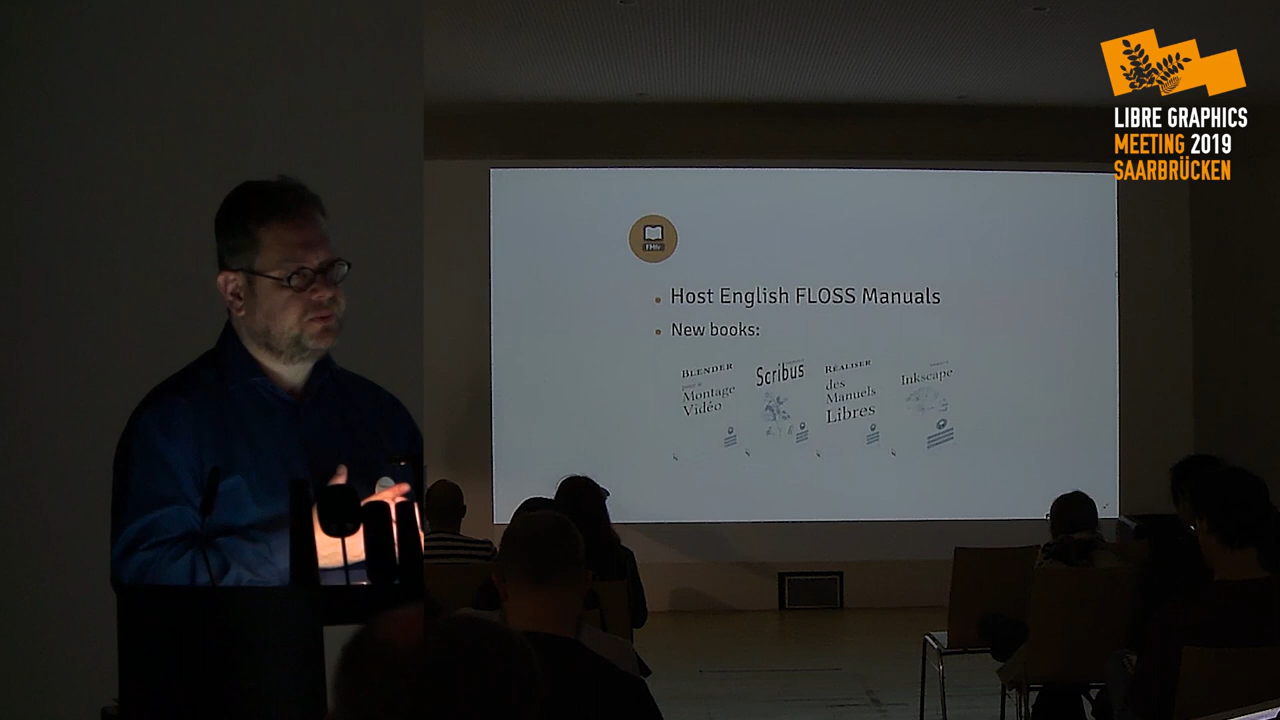 LIBRE GRAPHICS
MEETING 2019
SAARBRÜCKEN
FMfr
Host English FLOSS Manuals
New books:
BLENDER
Montage
Vidéo
Scribus
RÉALISER
des
Manuels
Libres
Inkscape